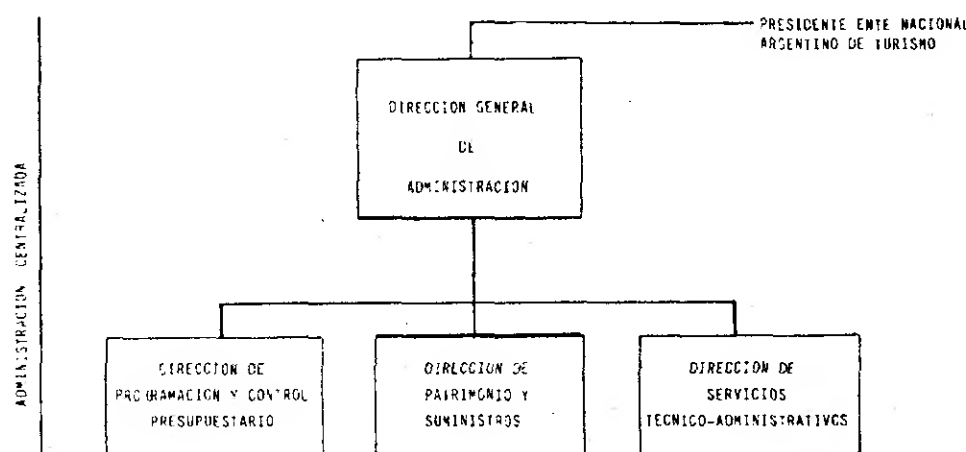 PRESIDENTE ENTE NACIONAL
ARGENTINO DE TURISMO
DIRECCION GENERAL
DE
ADMINISTRACION
ADMINISTRACION CENTRALIZADA
DIRECCION DE
PROGRAMACION Y CONTROL
PRESUPUESTARIO
DIRECCION DE
PATRIMONIO Y
SUMINISTROS
DIRECCION DE
SERVICIOS
TECNICO-ADMINISTRATIVOS